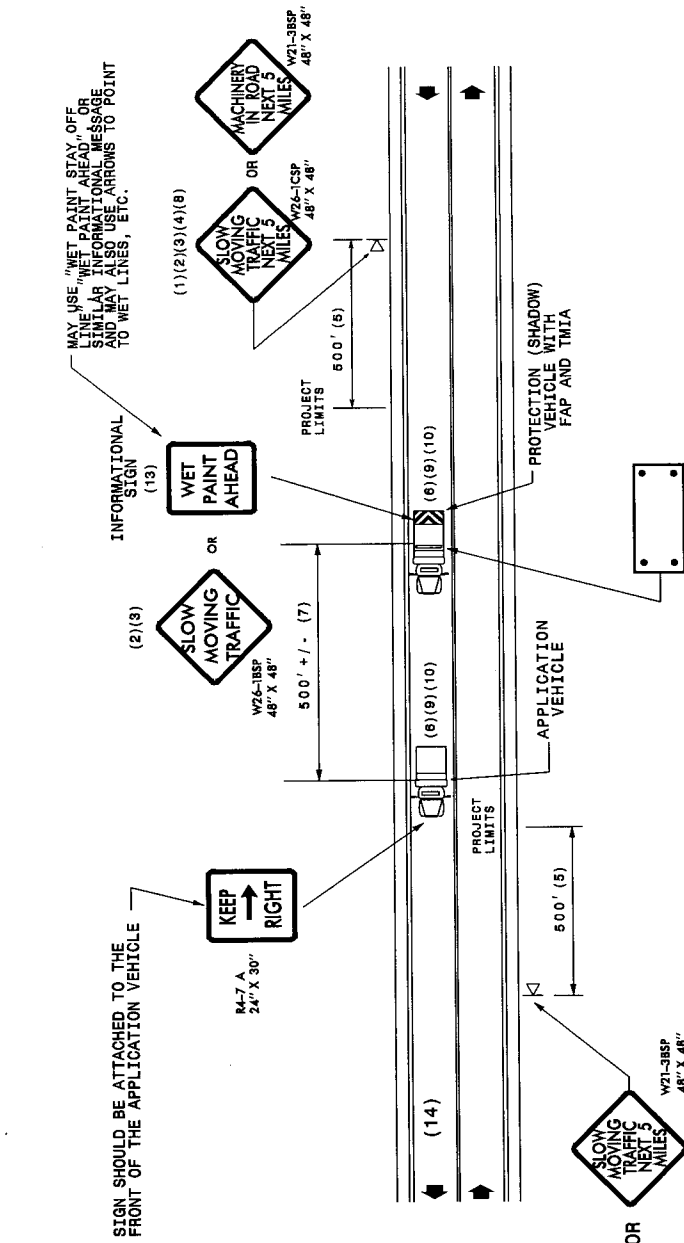 SIGN SHOULD BE ATTACHED TO THE
FRONT OF THE APPLICATION VEHICLE
KEEP
RIGHT
R4-7 A
24" X 30"
INFORMATIONAL
SIGN
(13)
WET
PAINT
AHEAD
MAY USE "WET PAINT STAY OFF
LINE" "WET PAINT AHEAD", OR
SIMILAR INFORMATIONAL MESSAGE
AND MAY ALSO USE ARROWS TO POINT
TO WET LINES, ETC.
(2)(3)
SLOW
MOVING
TRAFFIC
OR
W26-1BSP
48" X 48"
(1)(2)(3)(4)(8)
SLOW
MOVING
TRAFFIC
NEXT 5
MILES
W26-1CSP
48" X 48"
OR
MACHINERY
IN ROAD
NEXT 5
MILES
W21-3BSP
48" X 48"
500' +/- (7)
PROJECT
LIMITS
500' (5)
(14)
(6)(9)(10)
(6)(9)(10)
PROJECT
LIMITS
500' (5)
APPLICATION
VEHICLE
PROTECTION (SHADOW)
VEHICLE WITH
FAP AND TMIA
OR
SLOW
MOVING
TRAFFIC
NEXT 5
MILES
W21-3BSP
48" X 48"